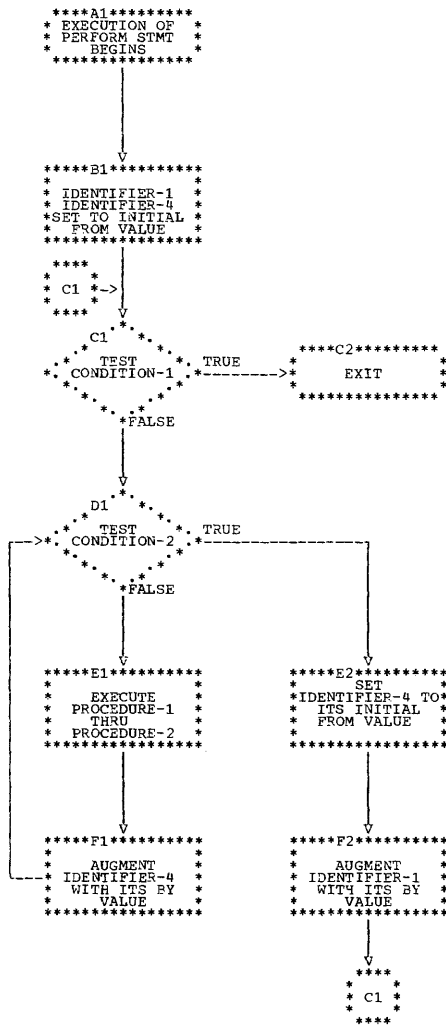 A1
EXECUTION OF
PERFORM STMT
BEGINS
B1
IDENTIFIER-1
IDENTIFIER-4
SET TO INITIAL
FROM VALUE
C1
C1
TEST
CONDITION-1
TRUE
C2
EXIT
FALSE
D1
TEST
CONDITION-2
TRUE
FALSE
E1
EXECUTE
PROCEDURE-1
THRU
PROCEDURE-2
E2
SET
IDENTIFIER-4 TO
ITS INITIAL
FROM VALUE
F1
AUGMENT
IDENTIFIER-4
WITH ITS BY
VALUE
F2
AUGMENT
IDENTIFIER-1
WITH ITS BY
VALUE
C1